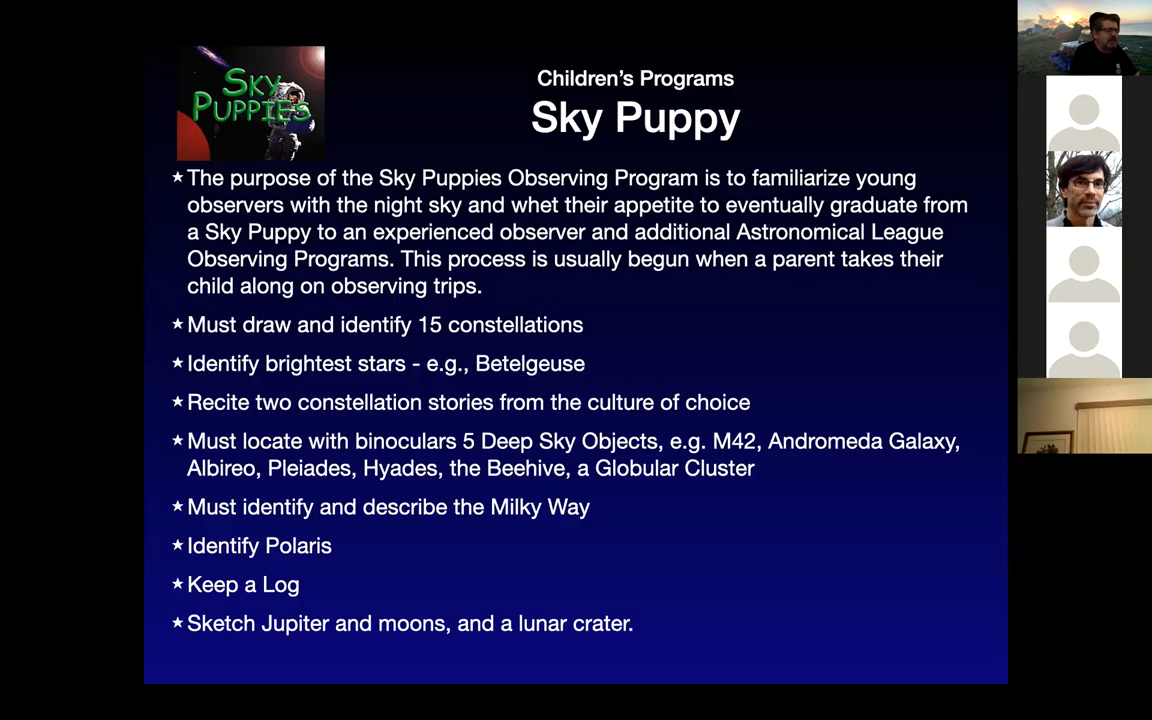 SKY
PUPPIES
Children's Programs
Sky Puppy
★The purpose of the Sky Puppies Observing Program is to familiarize young
observers with the night sky and whet their appetite to eventually graduate from
a Sky Puppy to an experienced observer and additional Astronomical League
Observing Programs. This process is usually begun when a parent takes their
child along on observing trips.
★Must draw and identify 15 constellations
★Identify brightest stars - e.g., Betelgeuse
★Recite two constellation stories from the culture of choice
★Must locate with binoculars 5 Deep Sky Objects, e.g. M42, Andromeda Galaxy,
Albireo, Pleiades, Hyades, the Beehive, a Globular Cluster
★Must identify and describe the Milky Way
★Identify Polaris
★Keep a Log
★Sketch Jupiter and moons, and a lunar crater.